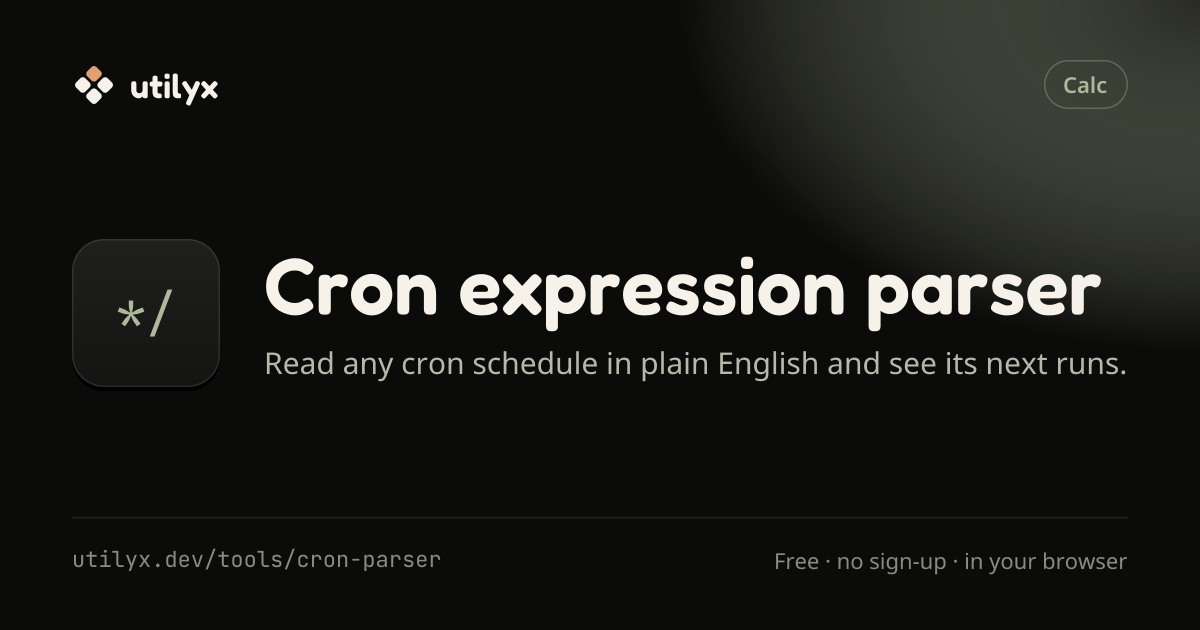 utilyx
Calc
*/
Cron expression parser
Read any cron schedule in plain English and see its next runs.
utilyx.dev/tools/cron-parser
Free · no sign-up · in your browser